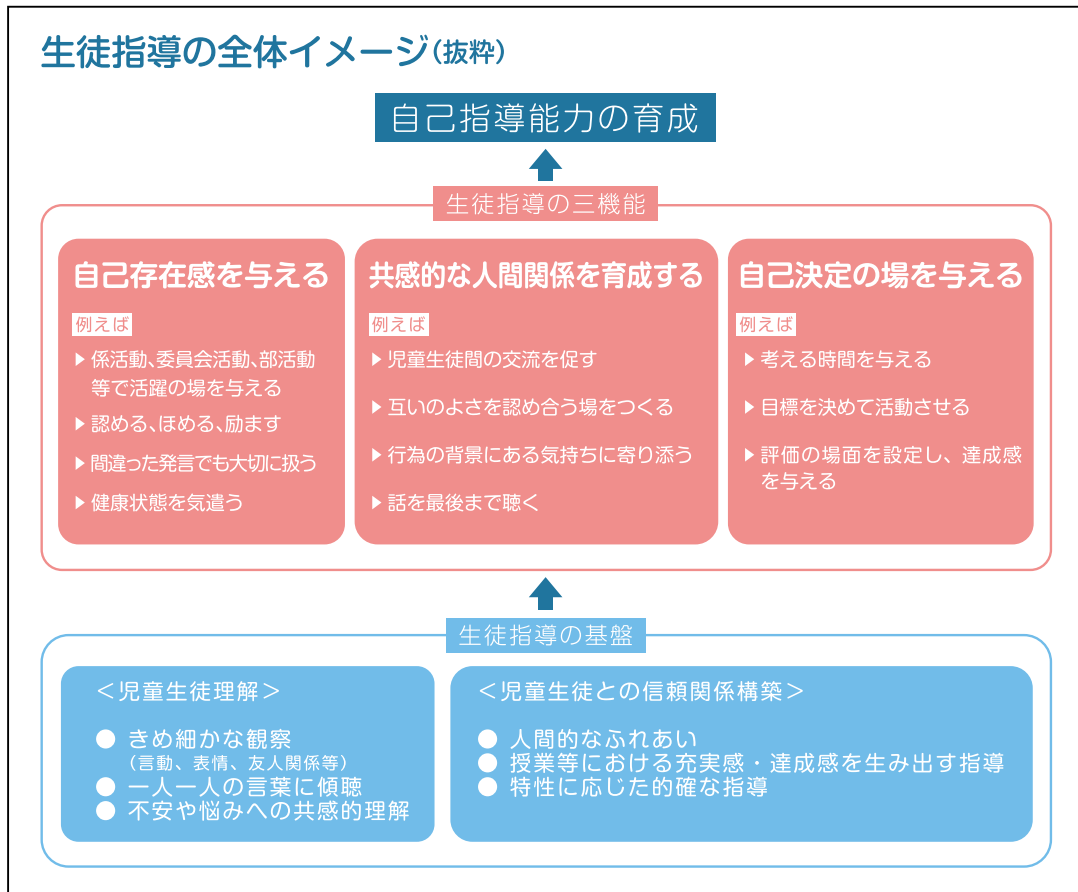 生徒指導の全体イメージ(抜粋)
自己指導能力の育成
生徒指導の三機能
自己存在感を与える
例えば
▶係活動、委員会活動、部活動
等で活躍の場を与える
▶認める、ほめる、励ます
▶間違った発言でも大切に扱う
▶健康状態を気遣う
共感的な人間関係を育成する
例えば
▶児童生徒間の交流を促す
▶互いのよさを認め合う場をつくる
▶行為の背景にある気持ちに寄り添う
▶話を最後まで聴く
自己決定の場を与える
例えば
▶考える時間を与える
▶目標を決めて活動させる
▶評価の場面を設定し、達成感
を与える
生徒指導の基盤
＜児童生徒理解＞
●きめ細かな観察
(言動、表情、友人関係等)
●一人一人の言葉に傾聴
●不安や悩みへの共感的理解
＜児童生徒との信頼関係構築＞
●人間的なふれあい
●授業等における充実感・達成感を生み出す指導
●特性に応じた的確な指導